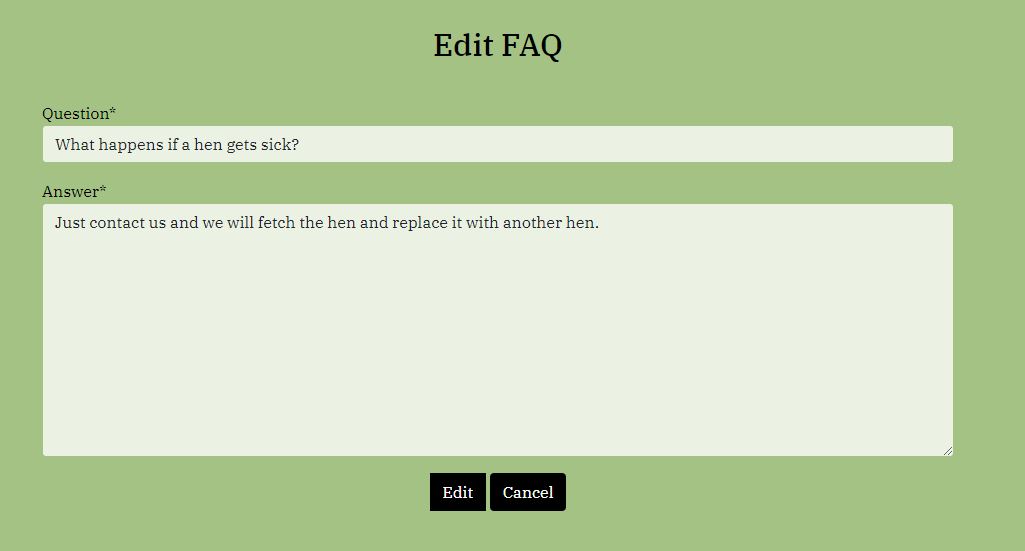 Edit FAQ
Question*
What happens if a hen gets sick?
Answer*
Just contact us and we will fetch the hen and replace it with another hen.
Edit Cancel